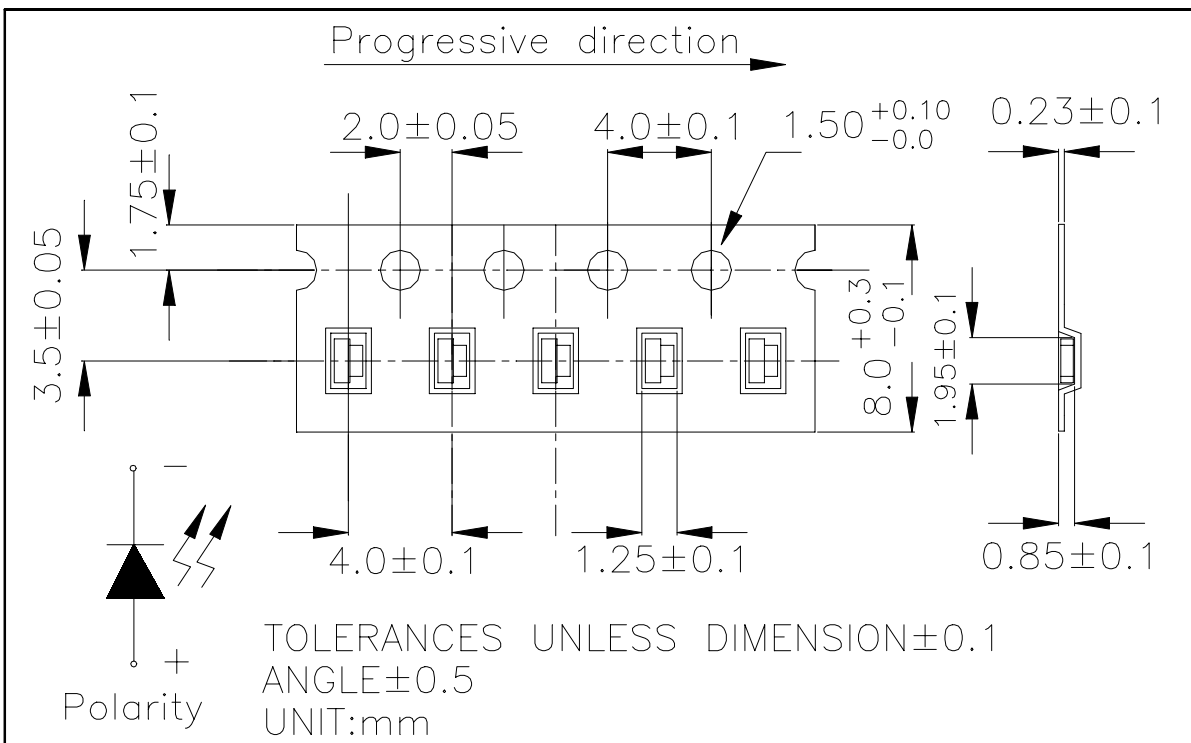 Progressive direction
2.0±0.05
4.0±0.1
1.50 +0.10 -0.0
0.23±0.1
1.75±0.1
3.5±0.05
8.0 +0.3 -0.1
1.95±0.1
4.0±0.1
1.25±0.1
0.85±0.1
−
+
Polarity
TOLERANCES UNLESS DIMENSION±0.1
ANGLE±0.5
UNIT:mm